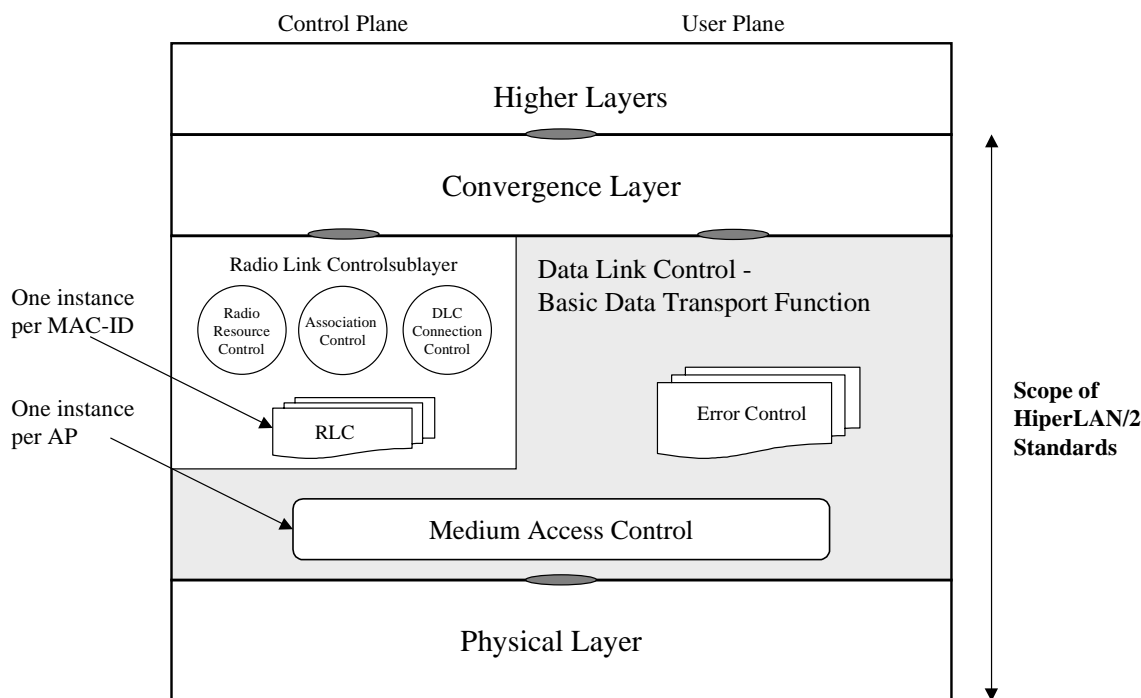 Control Plane
User Plane
Higher Layers
Convergence Layer
Radio Link Controlsublayer
Radio
Resource
Control
Association
Control
DLC
Connection
Control
RLC
Data Link Control -
Basic Data Transport Function
Error Control
One instance
per MAC-ID
One instance
per AP
Medium Access Control
Physical Layer
Scope of
HiperLAN/2
Standards